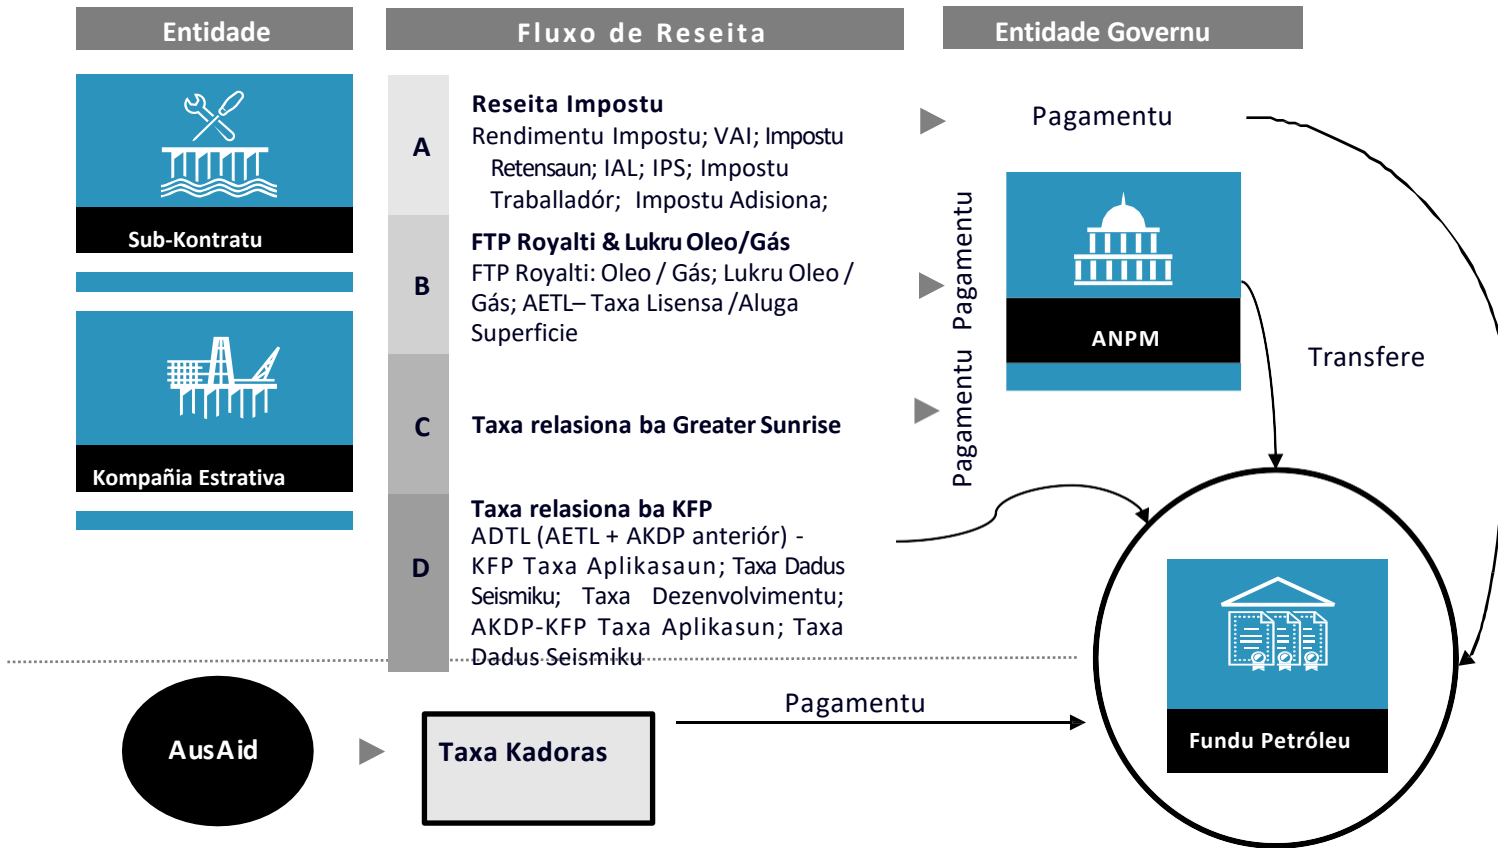 Entidade
Fluxo de Reseita
Entidade Governu
Sub-Kontratu
Kompañia Estrativa
A
Reseita Impostu
Rendimentu Impostu; VAI; Impostu
Retensaun; IAL; IPS; Impostu
Traballadór; Impostu Adisiona;
B
FTP Royalti & Lukru Oleo/Gás
FTP Royalti: Oleo / Gás; Lukru Oleo /
Gás; AETL– Taxa Lisensa /Aluga
Superficie
C
Taxa relasiona ba Greater Sunrise
D
Taxa relasiona ba KFP
ADTL (AETL + AKDP anteriór) -
KFP Taxa Aplikasaun; Taxa Dadus
Seismiku; Taxa Dezenvolvimentu;
AKDP-KFP Taxa Aplikasun; Taxa
Dadus Seismiku
Pagamentu
Pagamentu
Pagamentu
ANPM
Transfere
Fundu Petróleu
AusAid
Taxa Kadoras
Pagamentu